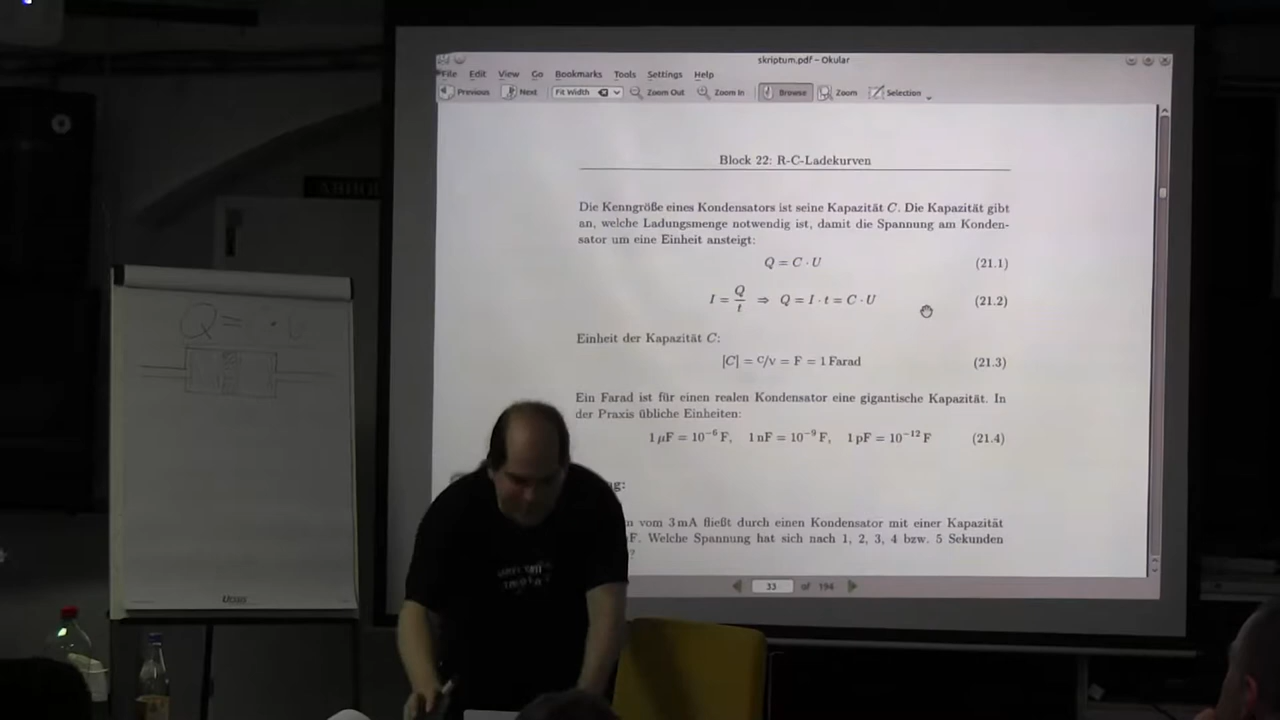 skriptum.pdf – Okular
File Edit View Go Bookmarks Tools Settings Help
Previous Next Fit Width Zoom Out Zoom In Browse Zoom Selection
Block 22: R-C-Ladekurven
Die Kenngröße eines Kondensators ist seine Kapazität C. Die Kapazität gibt
an, welche Ladungsmenge notwendig ist, damit die Spannung am Konden-
sator um eine Einheit ansteigt:
Q = C · U (21.1)
I = Q/t ⇒ Q = I · t = C · U (21.2)
Einheit der Kapazität C:
|C| = C/V = F = 1 Farad (21.3)
Ein Farad ist für einen realen Kondensator eine gigantische Kapazität. In
der Praxis übliche Einheiten:
1 μF = 10⁻⁶ F, 1 nF = 10⁻⁹ F, 1 pF = 10⁻¹² F (21.4)
g:
n vom 3 mA fließt durch einen Kondensator mit einer Kapazität
F. Welche Spannung hat sich nach 1, 2, 3, 4 bzw. 5 Sekunden
?
33 of 194
Q = · U